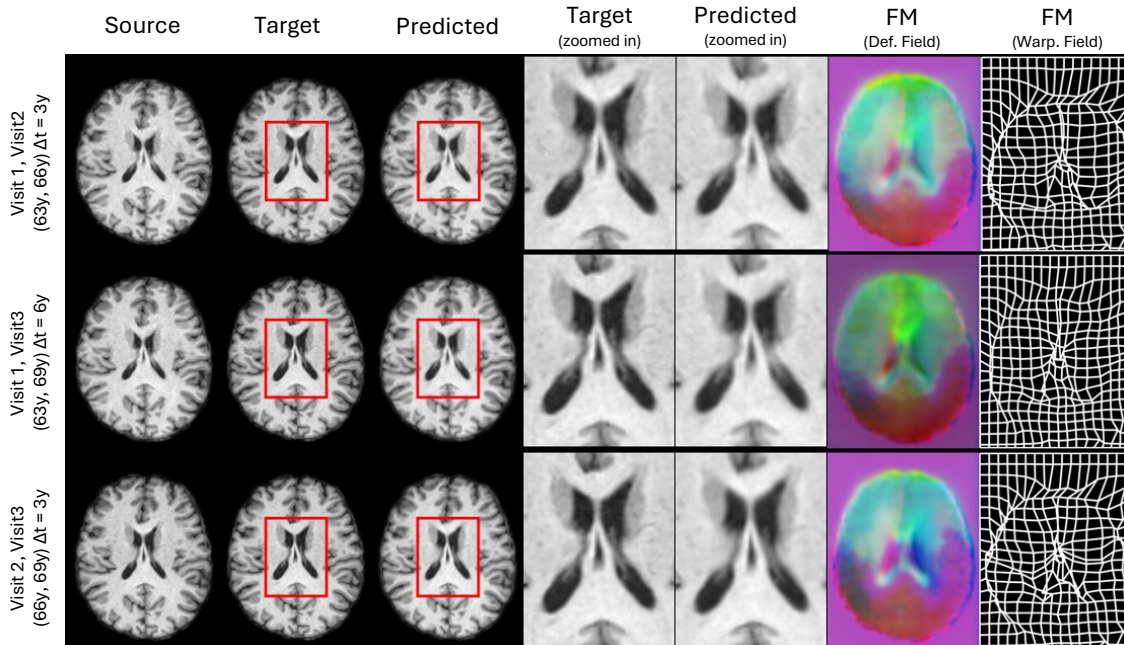 Source
Target
Predicted
Target
(zoomed in)
Predicted
(zoomed in)
FM
(Def. Field)
FM
(Warp. Field)
Visit 1, Visit2
(63y, 66y) Δt = 3y
Visit 1, Visit3
(63y, 69y) Δt = 6y
Visit 2, Visit3
(66y, 69y) Δt = 3y